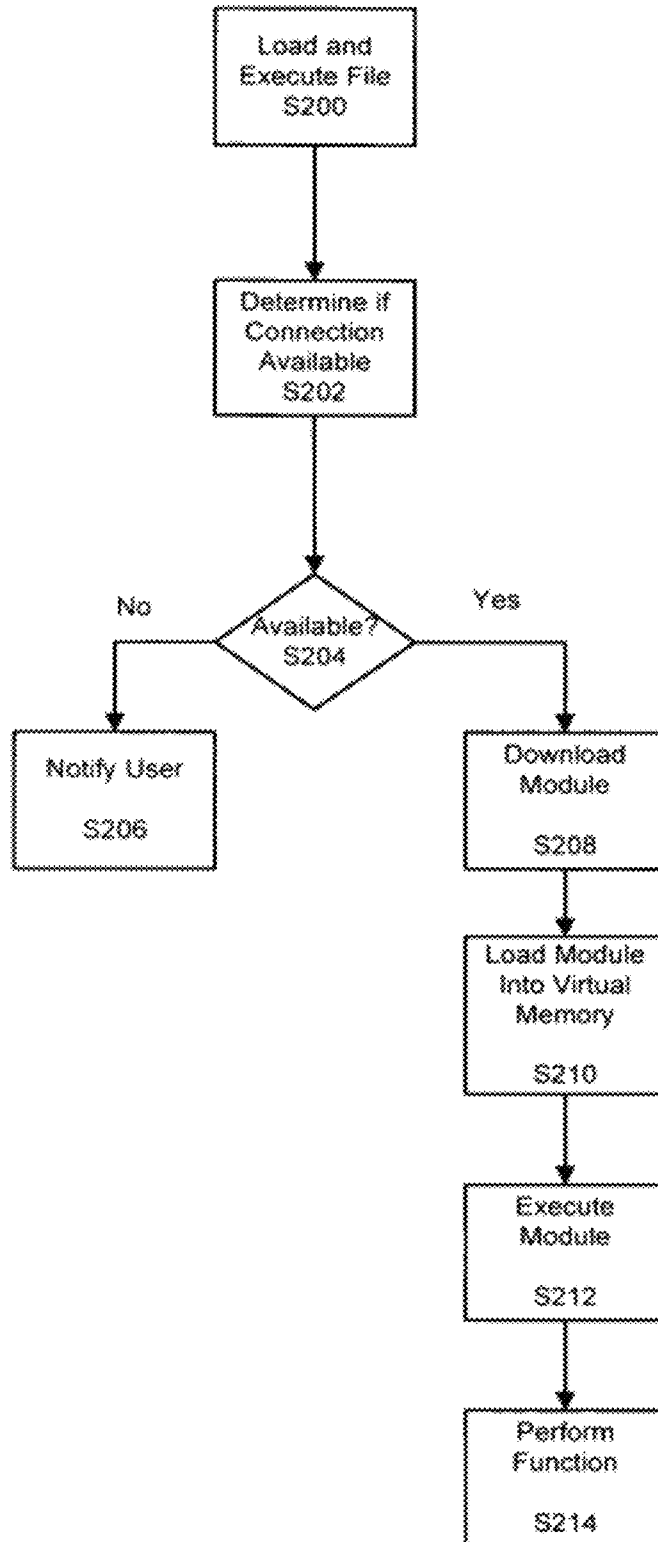 Load and
Execute File
S200
Determine if
Connection
Available
S202
Available?
S204
No
Yes
Notify User
S206
Download
Module
S208
Load Module
Into Virtual
Memory
S210
Execute
Module
S212
Perform
Function
S214